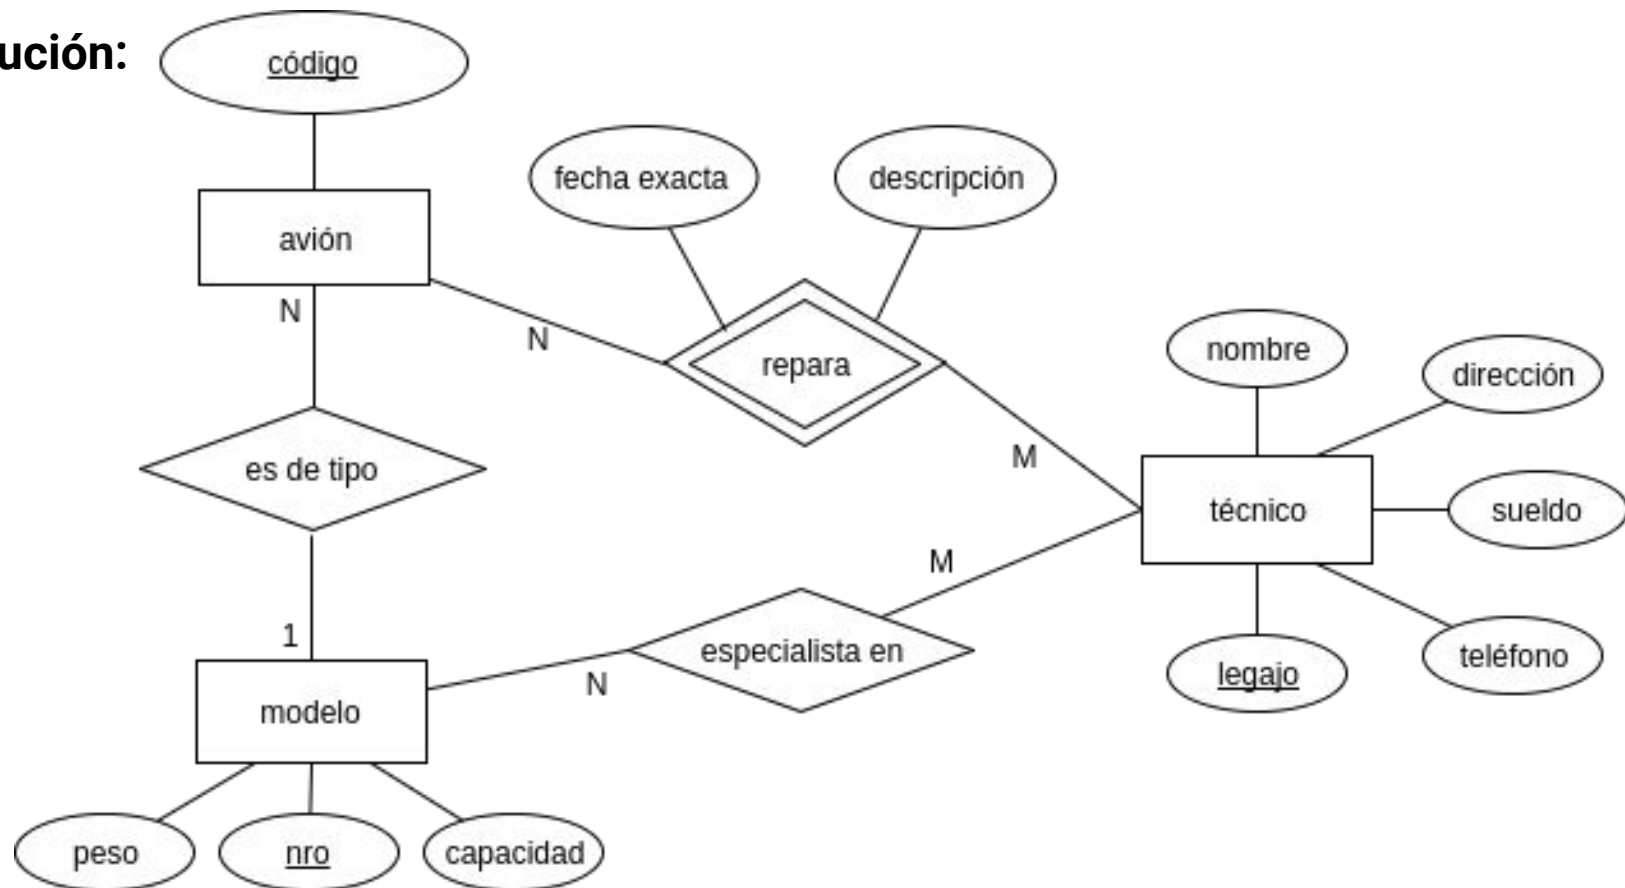 ución:
código
fecha exacta
descripción
avión
N
N
repara
nombre
dirección
M
es de tipo
técnico
sueldo
M
1
especialista en
N
teléfono
legajo
modelo
peso
nro
capacidad